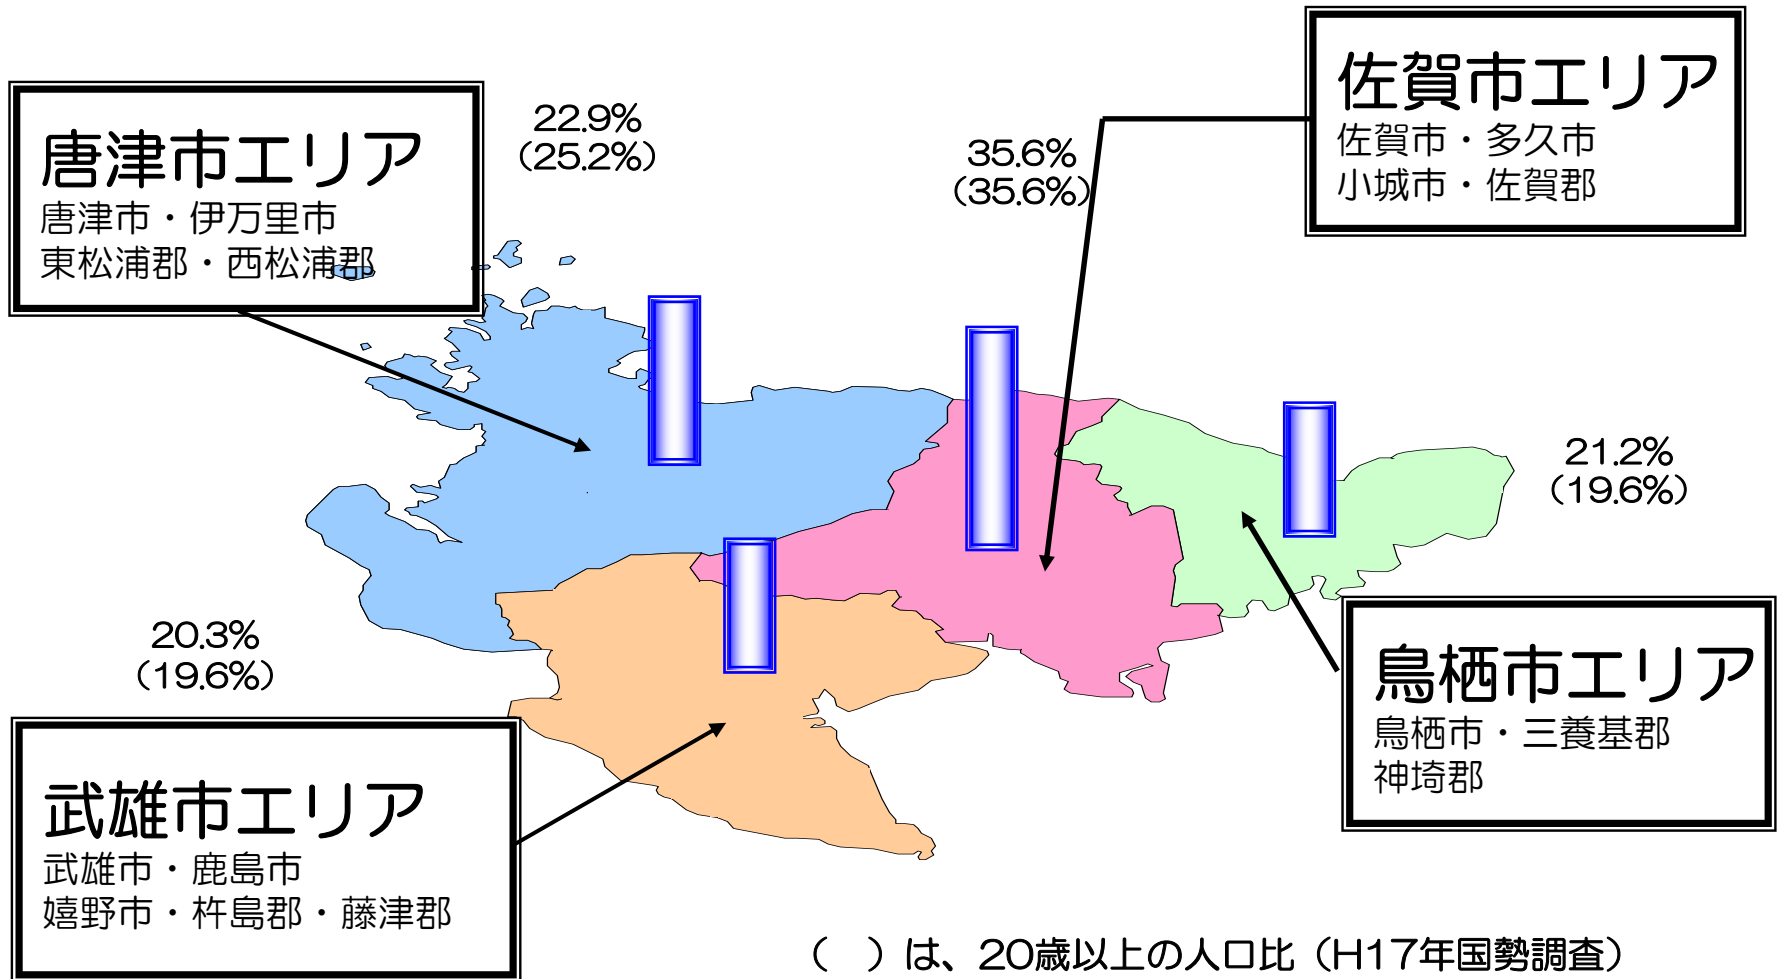 佐賀市エリア
佐賀市・多久市
小城市・佐賀郡
唐津市エリア
唐津市・伊万里市
東松浦郡・西松浦郡
22.9%
(25.2%)
35.6%
(35.6%)
21.2%
(19.6%)
20.3%
(19.6%)
鳥栖市エリア
鳥栖市・三養基郡
神埼郡
武雄市エリア
武雄市・鹿島市
嬉野市・杵島郡・藤津郡
（　）は、20歳以上の人口比（H17年国勢調査）